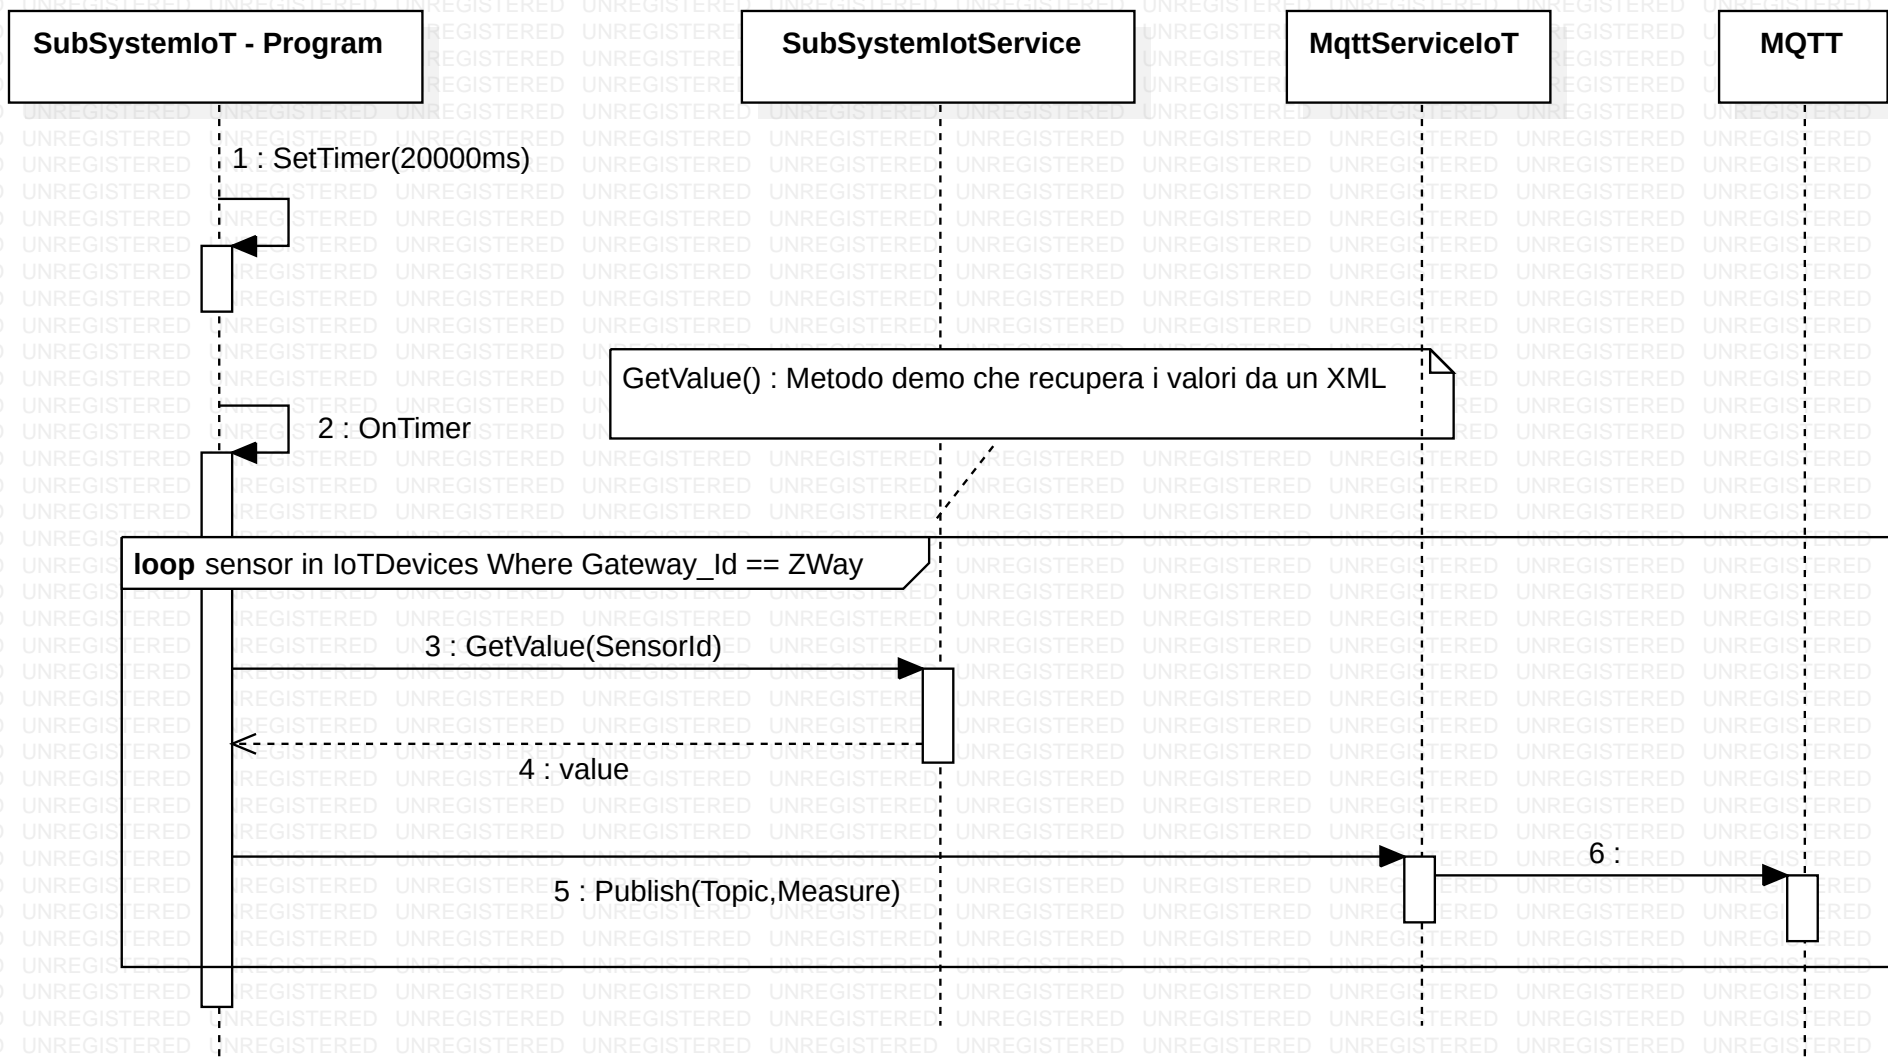 SubSystemIoT - Program
SubSystemIotService
MqttServiceIoT
MQTT
1 : SetTimer(20000ms)
GetValue() : Metodo demo che recupera i valori da un XML
2 : OnTimer
loop sensor in IoTDevices Where Gateway_Id == ZWay
3 : GetValue(SensorId)
4 : value
6 :
5 : Publish(Topic,Measure)
UNREGISTERED